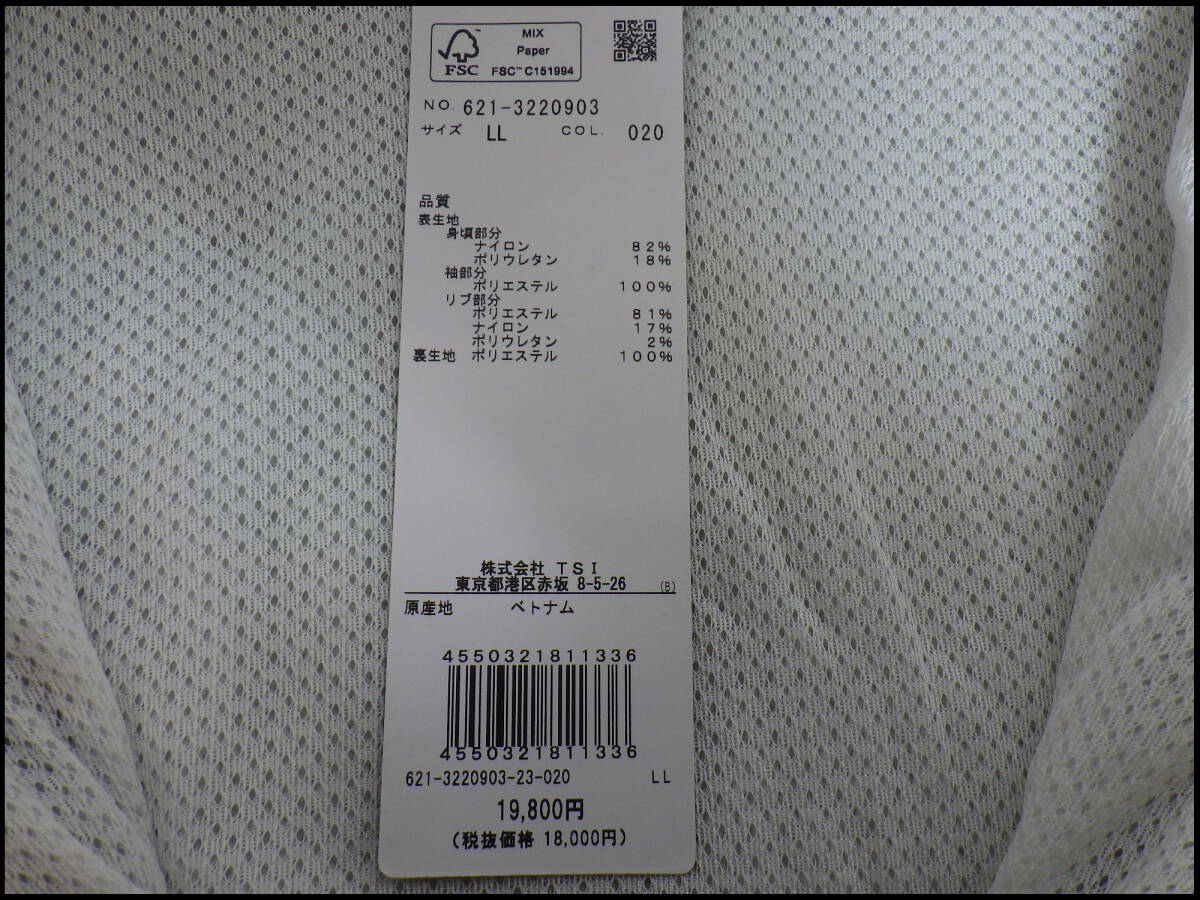 MIX
Paper
FSC
FSC™ C151994
NO. 621-3220903
サイズ LL COL. 020
品質
表生地
身頃部分
ナイロン 82%
ポリウレタン 18%
袖部分
ポリエステル 100%
リブ部分
ポリエステル 81%
ナイロン 17%
ポリウレタン 2%
裏生地 ポリエステル 100%
株式会社 TSI
東京都港区赤坂 8-5-26 (8)
原産地 ベトナム
4550321811336
4550321811336
621-3220903-23-020 LL
19,800円
(税抜価格 18,000円)